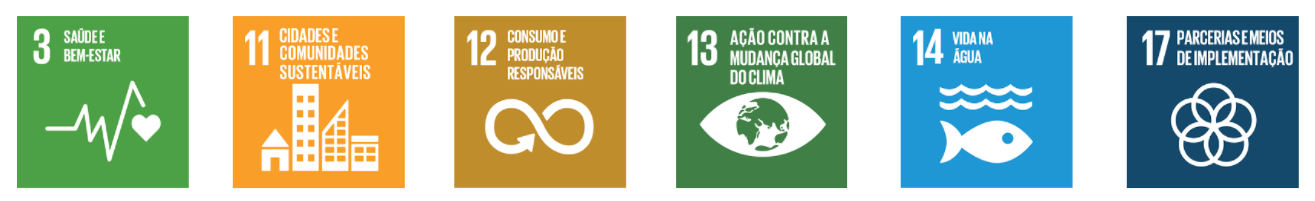 3 SAÚDE E
BEM-ESTAR
11 CIDADES E
COMUNIDADES
SUSTENTÁVEIS
12 CONSUMO E
PRODUÇÃO
RESPONSÁVEIS
13 AÇÃO CONTRA A
MUDANÇA GLOBAL
DO CLIMA
14 VIDA NA
ÁGUA
17 PARCERIAS E MEIOS
DE IMPLEMENTAÇÃO